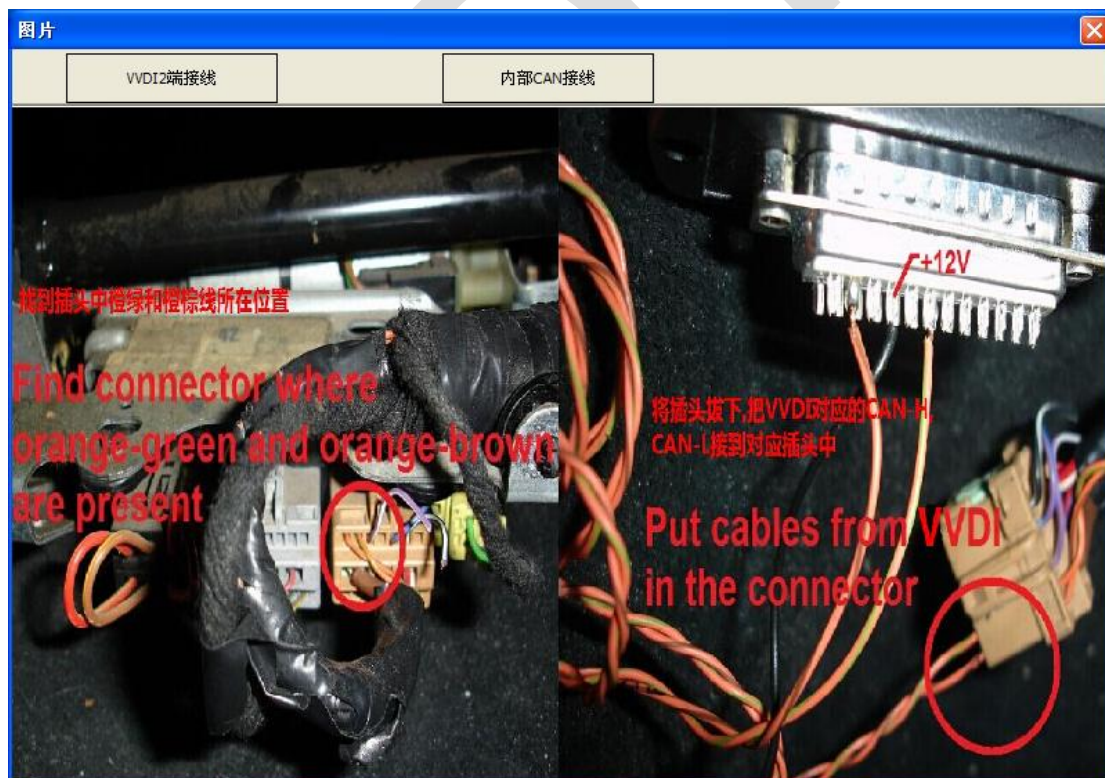 图片
VVDI2端接线
内部CAN接线
找到插头中橙绿和橙棕线所在位置
Find connector where
orange-green and orange-brown
are present
+12V
将插头拔下,把VVDI对应的CAN-H,
CAN-L接到对应插头中
Put cables from VVDI
in the connector